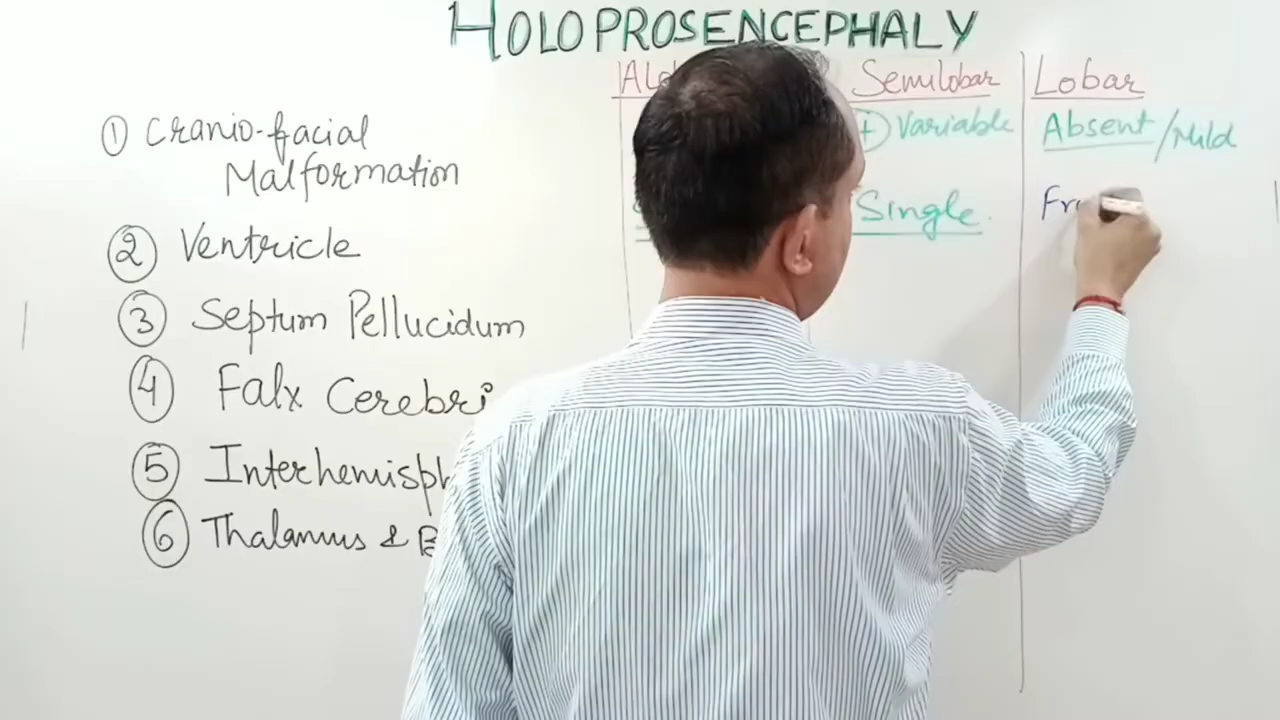 HOLOPROSENCEPHALY
Semilobar Lobar
① Cranio-facial
Malformation
+ Variable Absent/Mild
② Ventricle
Single.
③ Septum Pellucidum
④ Falx Cerebri
⑤
⑥ Thalamus &